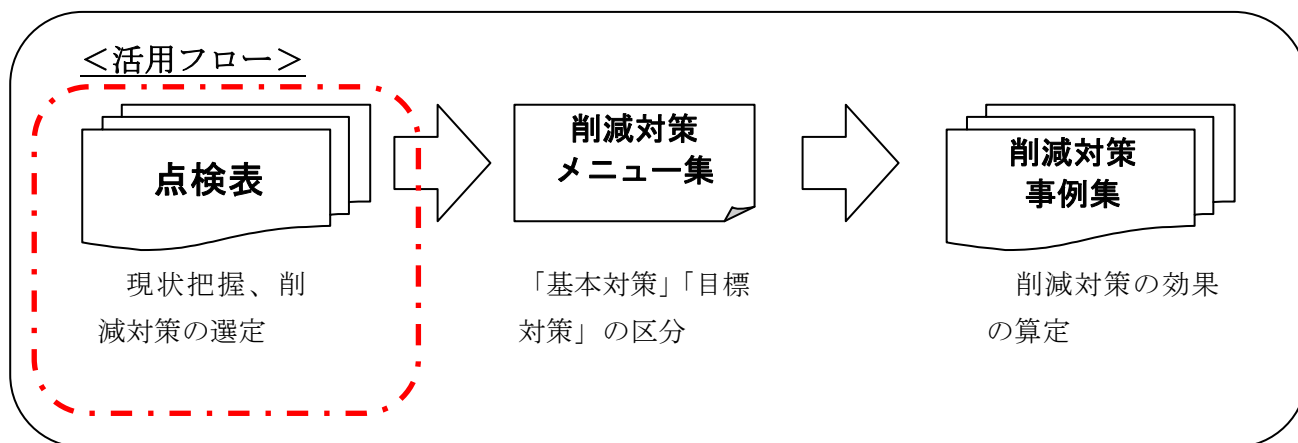 <活用フロー>
点検表
現状把握、削
減対策の選定
削減対策
メニュー集
「基本対策」「目標
対策」の区分
削減対策
事例集
削減対策の効果
の算定